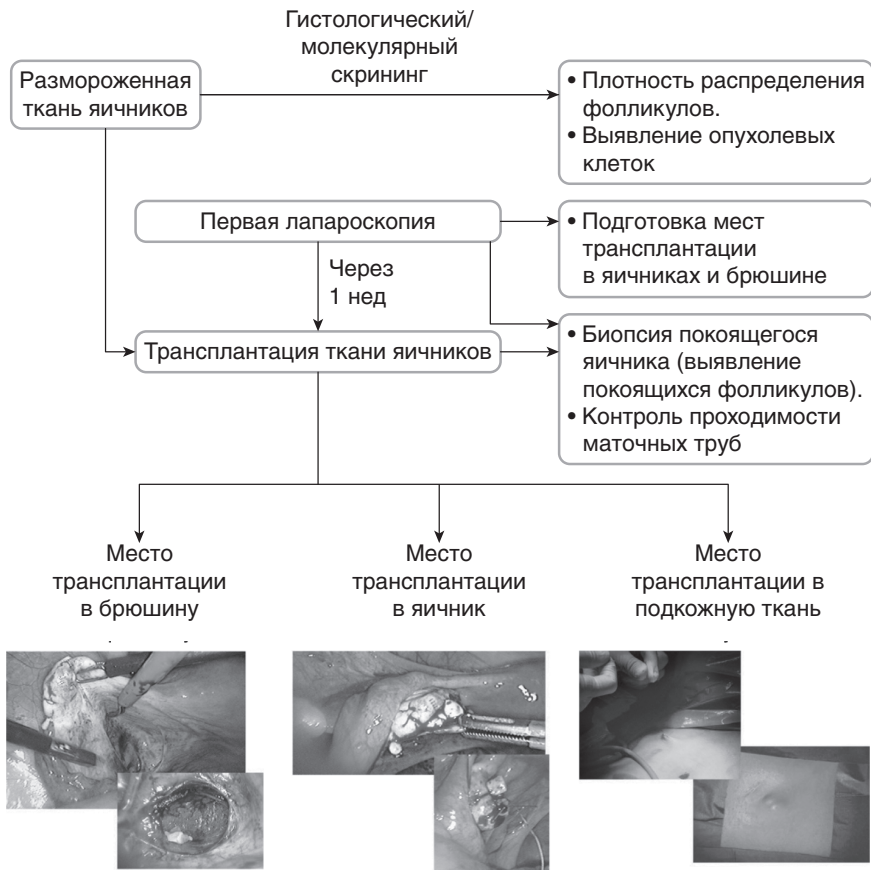 Гистологический/
молекулярный
скрининг
Размороженная
ткань яичников
• Плотность распределения
фолликулов.
• Выявление опухолевых
клеток
Первая лапароскопия
• Подготовка мест
трансплантации
в яичниках и брюшине
Через
1 нед
Трансплантация ткани яичников
• Биопсия покоящегося
яичника (выявление
покоящихся фолликулов).
• Контроль проходимости
маточных труб
Место
трансплантации
в брюшину
Место
трансплантации
в яичник
Место
трансплантации в
подкожную ткань